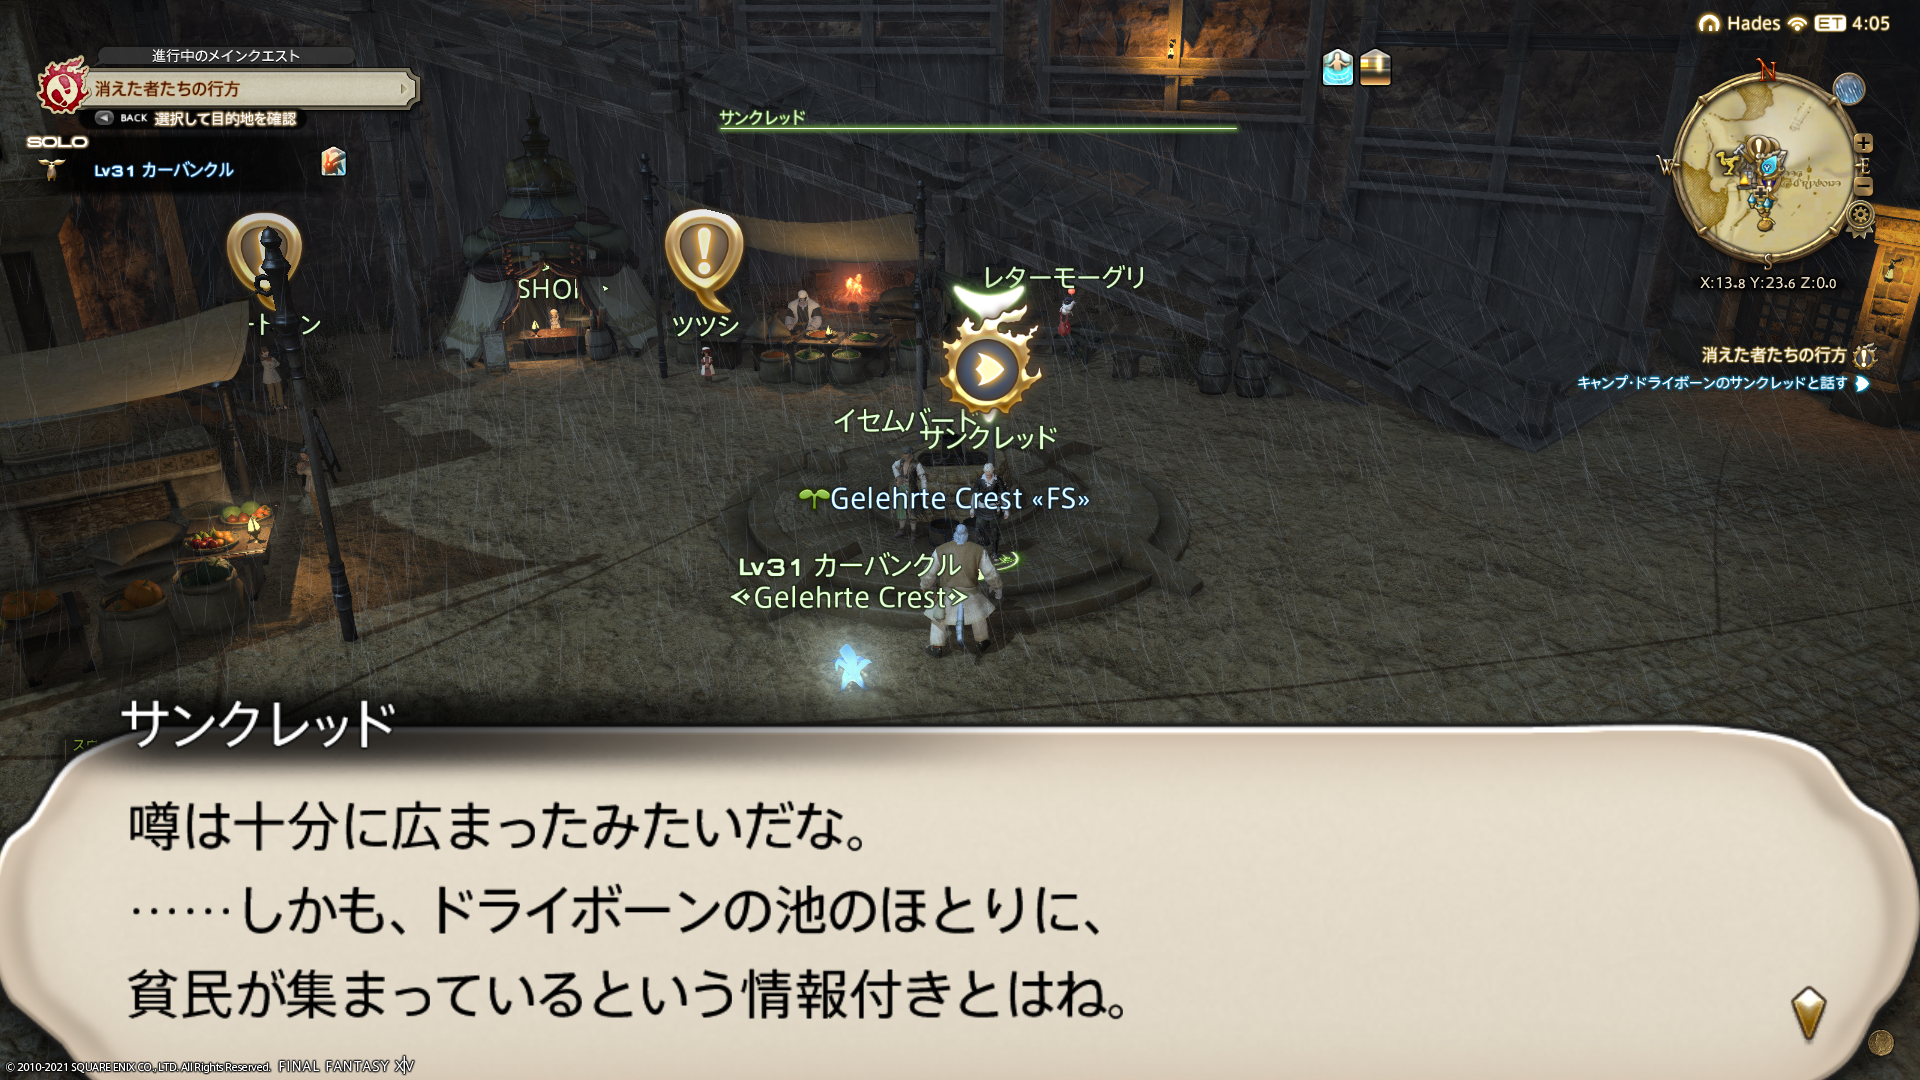 Hades ET 4:05
進行中のメインクエスト
消えた者たちの行方
BACK 選択して目的地を確認
SOLO
Lv31 カーバンクル
サンクレッド
N
W
E
S
X:13.8 Y:23.6 Z:0.0
消えた者たちの行方
キャンプ・ドライボーンのサンクレッドと話す
レターモーグリ
SHO
ツツシ
イセムバード
サンクレッド
Gelehrte Crest «FS»
Lv31 カーバンクル
Gelehrte Crest
サンクレッド
噂は十分に広まったみたいだな。
……しかも、ドライボーンの池のほとりに、
貧民が集まっているという情報付きとはね。
© 2010-2021 SQUARE ENIX CO., LTD. All Rights Reserved. FINAL FANTASY XIV